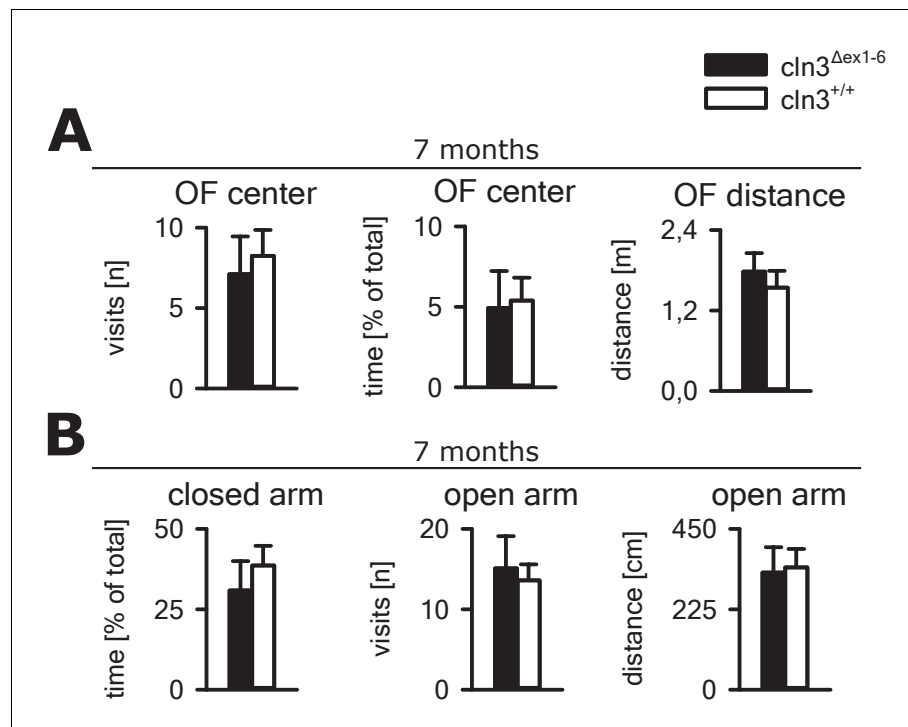 cln3Δex1-6
cln3+/+
A
7 months
OF center
visits [n]
10
5
0
OF center
time [% of total]
10
5
0
OF distance
distance [m]
2,4
1,2
0,0
B
7 months
closed arm
time [% of total]
50
25
0
open arm
visits [n]
20
10
0
open arm
distance [cm]
450
225
0